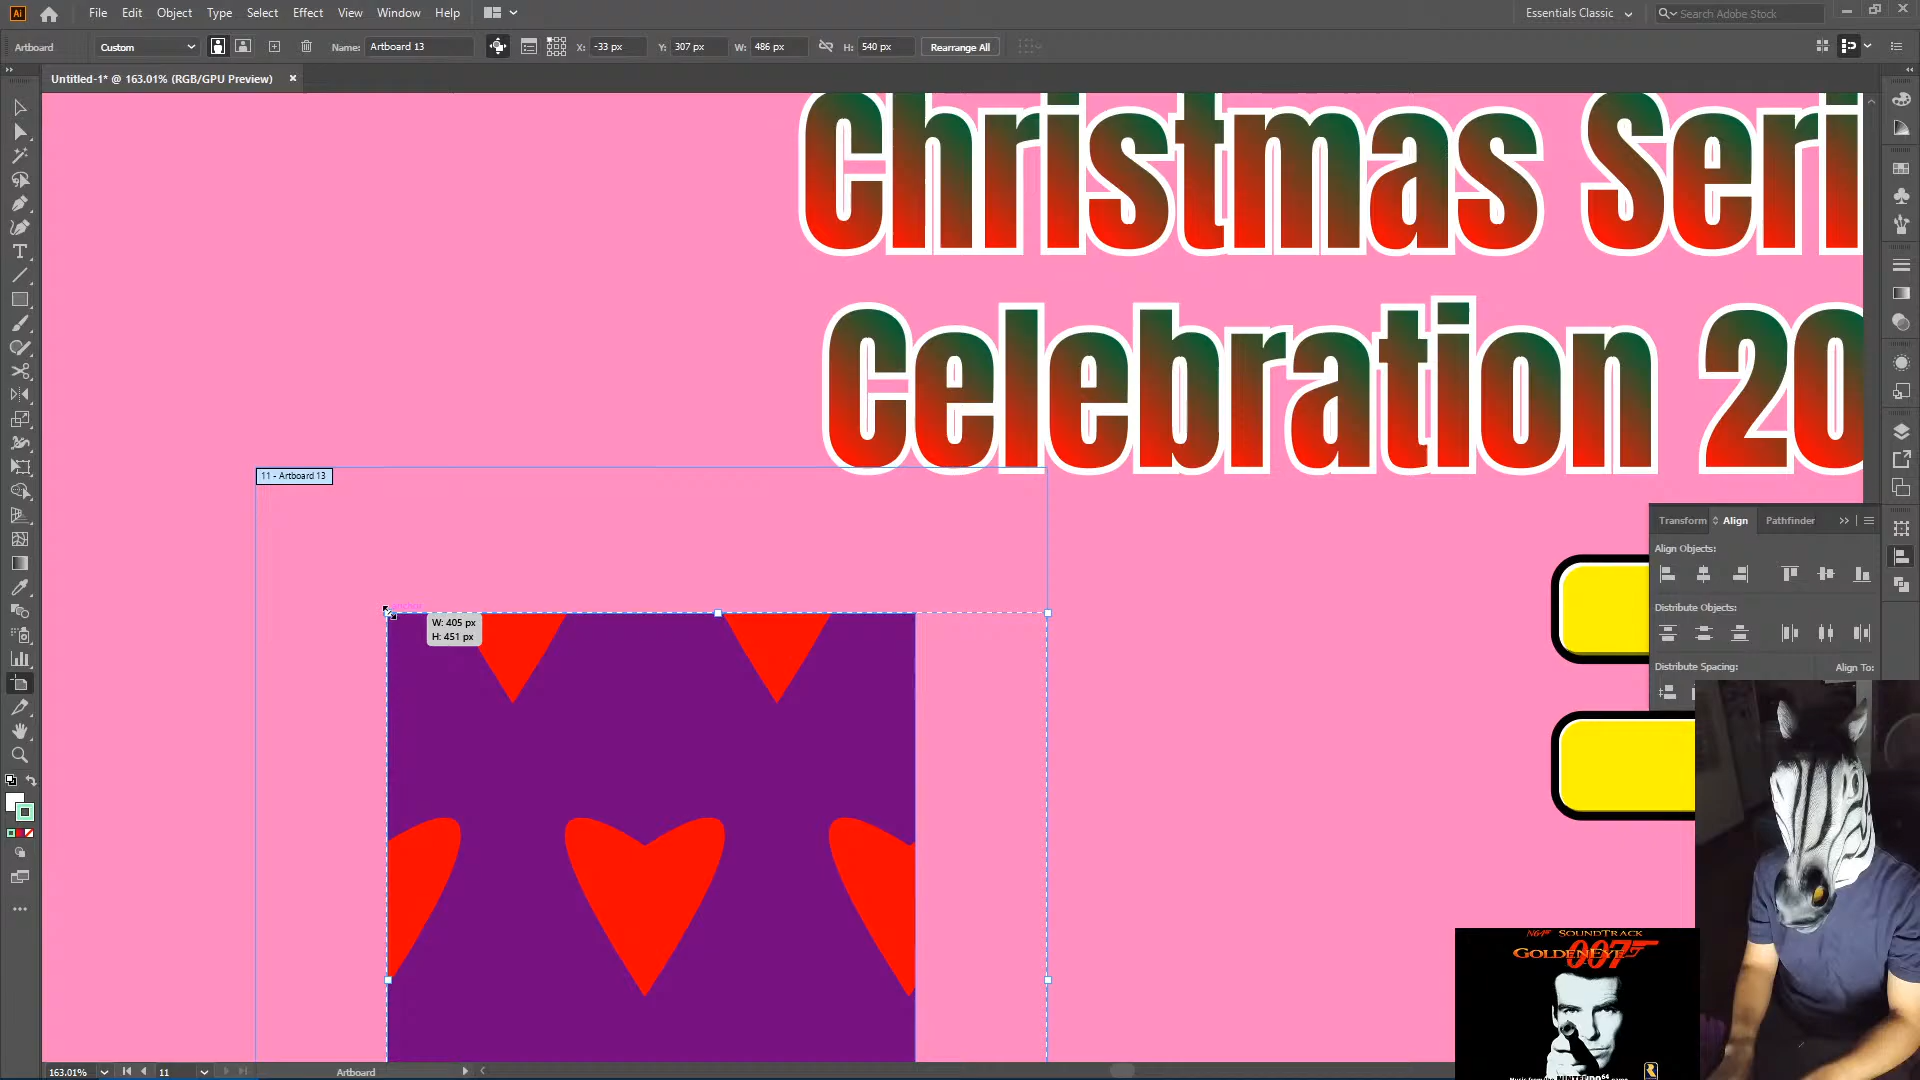 Ai File Edit Object Type Select Effect View Window Help Essentials Classic Search Adobe Stock
Artboard Custom Name: Artboard 13 X: -33 px Y: 307 px W: 486 px H: 540 px Rearrange All
Untitled-1* @ 163.01% (RGB/GPU Preview) ×
Christmas Seri
Celebration 20
11 - Artboard 13
W: 405 px
H: 451 px
Transform Align Pathfinder
Align Objects:
Distribute Objects:
Distribute Spacing: Align To:
N64 SOUNDTRACK
GOLDENEYE 007
163.01% 11 Artboard